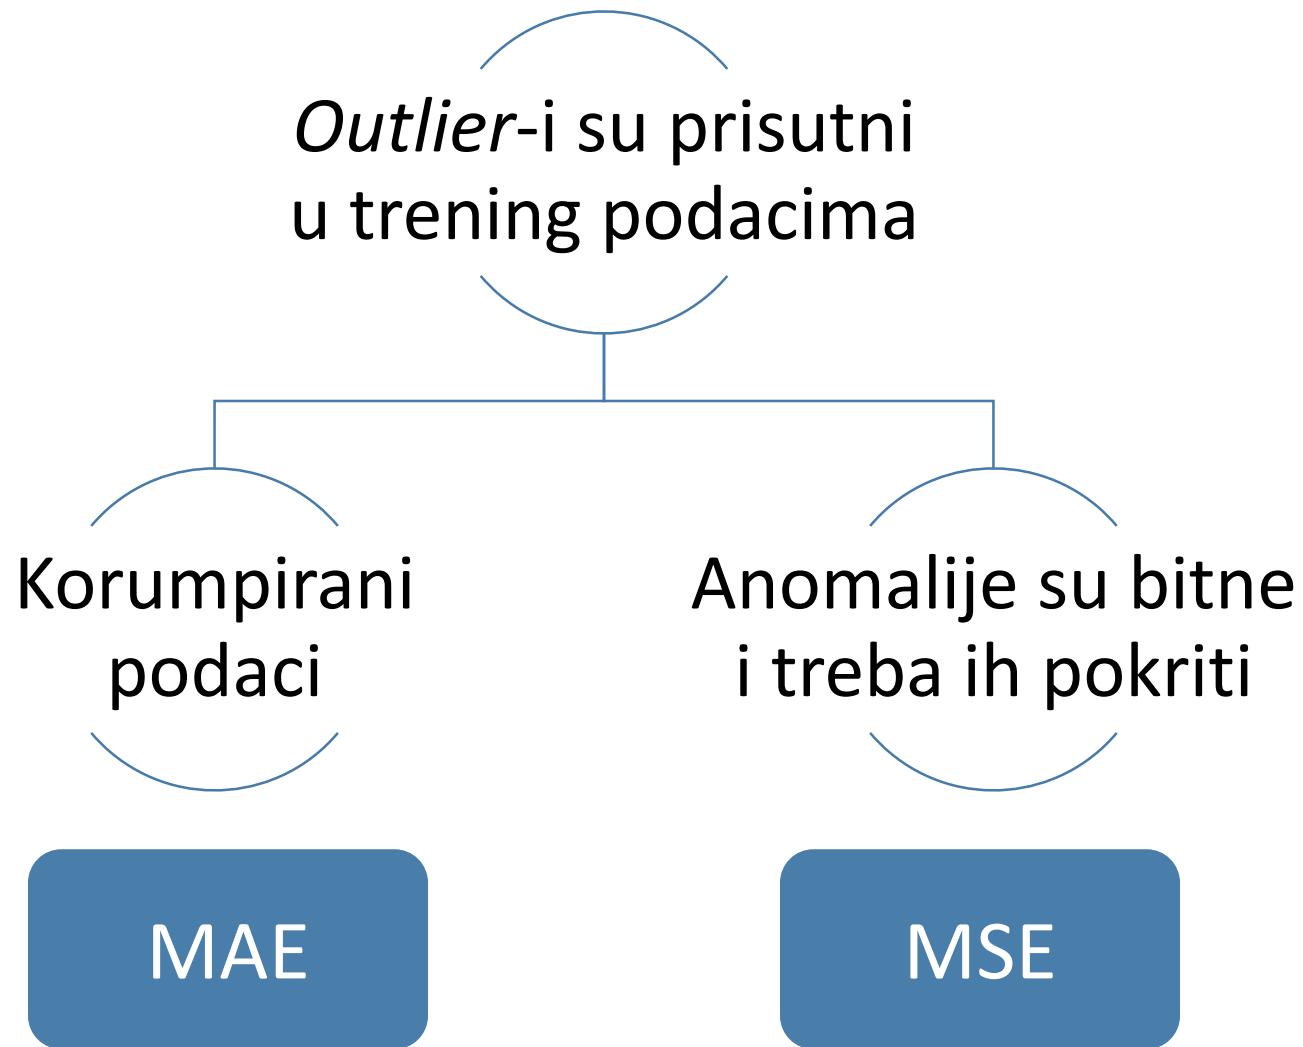 Outlier-i su prisutni
u trening podacima
Korumpirani
podaci
Anomalije su bitne
i treba ih pokriti
MAE
MSE